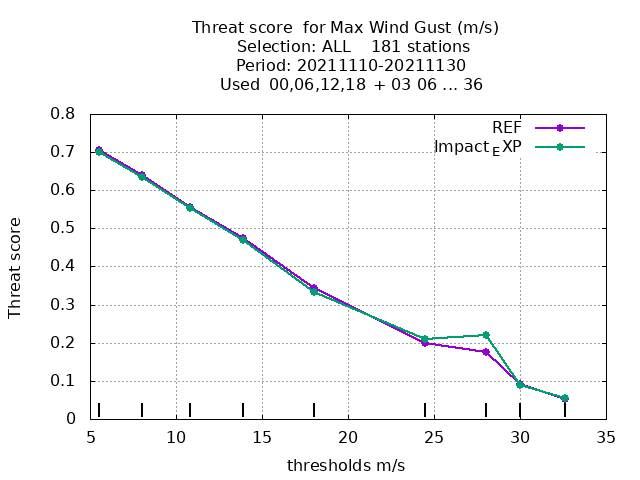 Threat score for Max Wind Gust (m/s)
Selection: ALL 181 stations
Period: 20211110-20211130
Used 00,06,12,18 + 03 06 ... 36
REF
Impact_EXP
0.8
0.7
0.6
0.5
0.4
0.3
0.2
0.1
0
Threat score
5 10 15 20 25 30 35
thresholds m/s